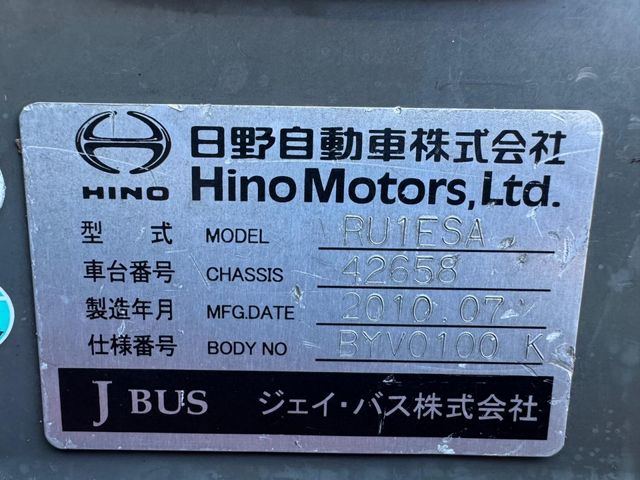 日野自動車株式会社
HINO Hino Motors, Ltd.
型式 MODEL RU1ESA
車台番号 CHASSIS 42658
製造年月 MFG.DATE 2010.07
仕様番号 BODY NO BYV0100 K
J BUS ジェイ・バス株式会社